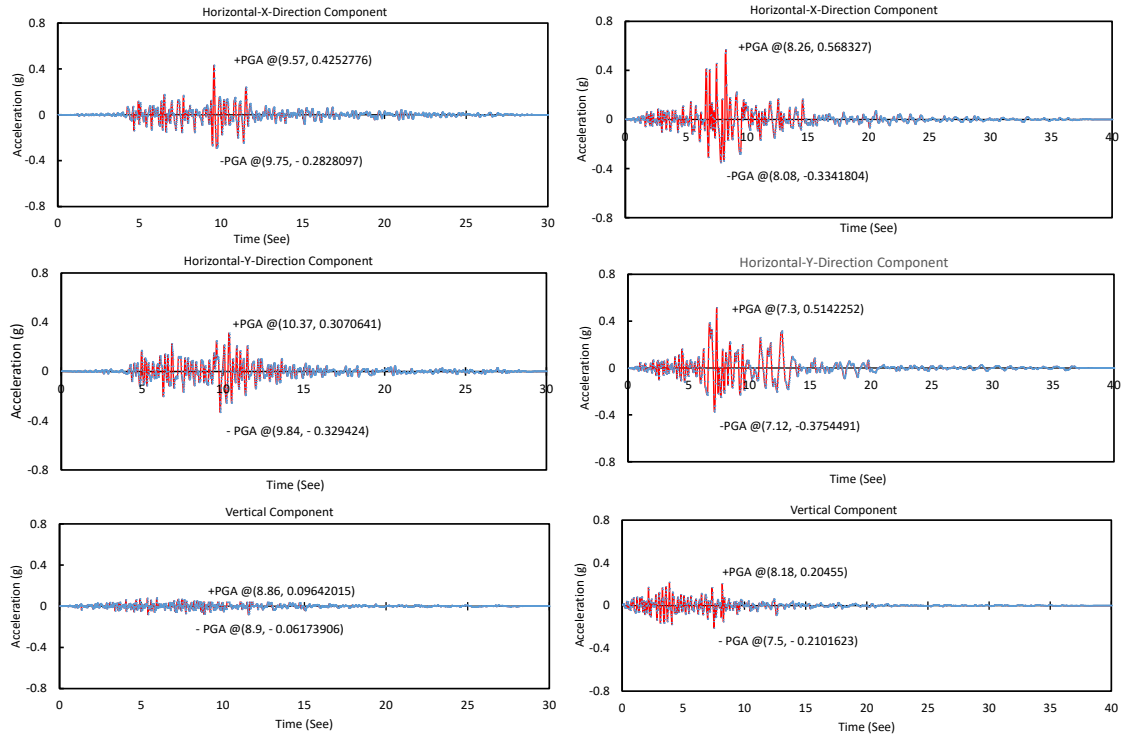 Horizontal-X-Direction Component
Acceleration (g)
0.8
0.4
0
-0.4
-0.8
+PGA @(9.57, 0.4252776)
-PGA @(9.75, - 0.2828097)
0 5 10 15 20 25 30
Time (See)
Horizontal-X-Direction Component
Acceleration (g)
0.8
0.4
0
-0.4
-0.8
+PGA @(8.26, 0.568327)
-PGA @(8.08, -0.3341804)
0 5 10 15 20 25 30 35 40
Time (See)
Horizontal-Y-Direction Component
Acceleration (g)
0.8
0.4
0
-0.4
-0.8
+PGA @(10.37, 0.3070641)
- PGA @(9.84, - 0.329424)
0 5 10 15 20 25 30
Time (See)
Horizontal-Y-Direction Component
Acceleration (g)
0.8
0.4
0
-0.4
-0.8
+PGA @(7.3, 0.5142252)
-PGA @(7.12, -0.3754491)
0 5 10 15 20 25 30 35 40
Time (See)
Vertical Component
Acceleration (g)
0.8
0.4
0
-0.4
-0.8
+PGA @(8.86, 0.09642015)
- PGA @(8.9, - 0.06173906)
0 5 10 15 20 25 30
Time (See)
Vertical Component
Acceleration (g)
0.8
0.4
0
-0.4
-0.8
+PGA @(8.18, 0.20455)
- PGA @(7.5, - 0.2101623)
0 5 10 15 20 25 30 35 40
Time (See)